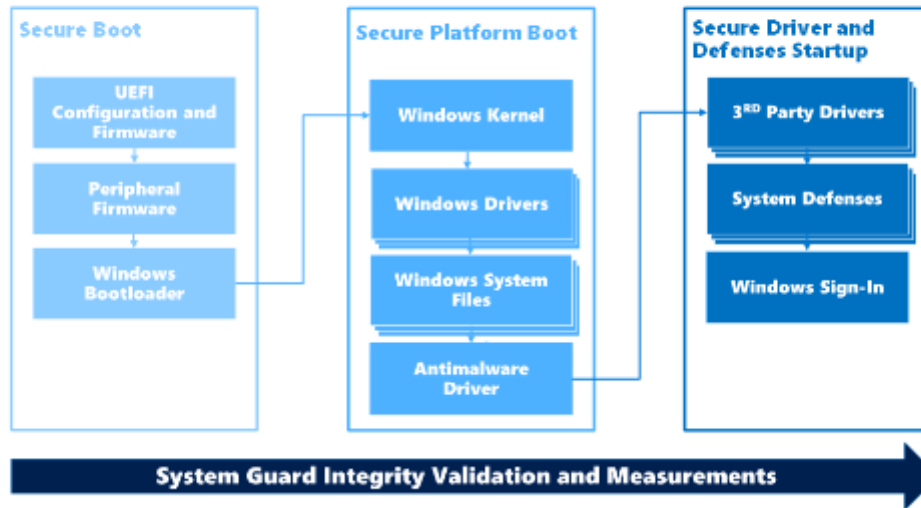 Secure Boot
UEFI
Configuration and
Firmware
Peripheral
Firmware
Windows
Bootloader
Secure Platform Boot
Windows Kernel
Windows Drivers
Windows System
Files
Antimalware
Driver
Secure Driver and
Defenses Startup
3RD Party Drivers
System Defenses
Windows Sign-In
System Guard Integrity Validation and Measurements